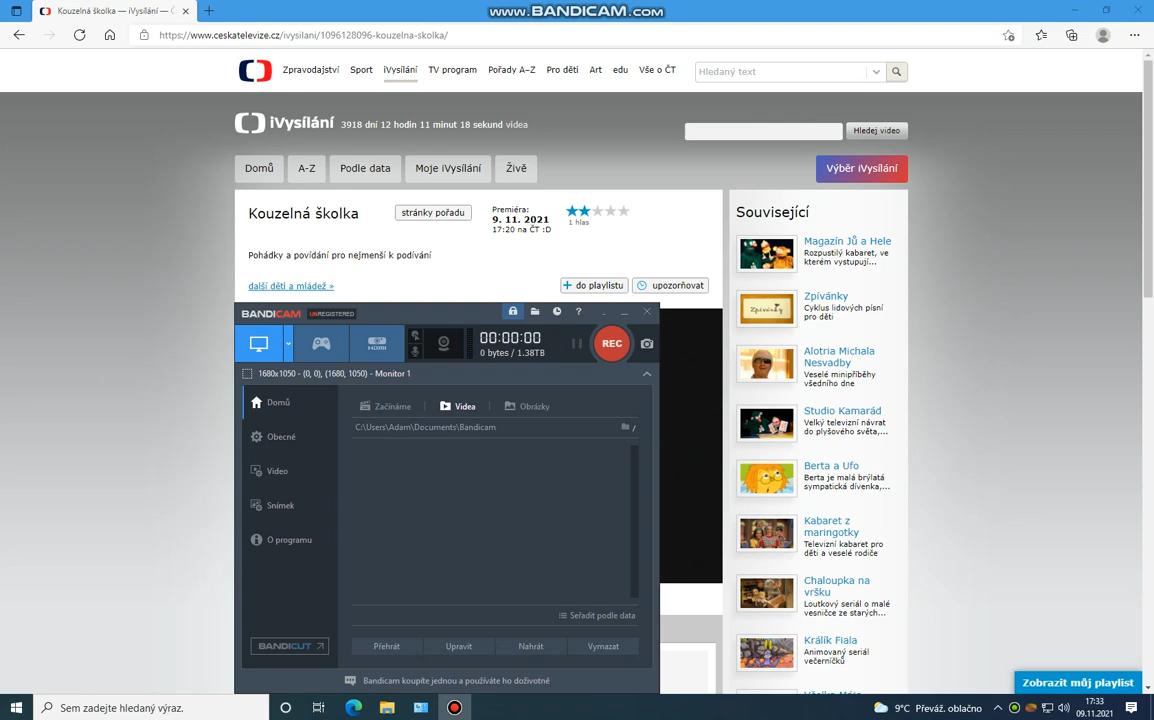 www.BANDICAM.com
Kouzelná školka — iVysílání — Č
https://www.ceskatelevize.cz/ivysilani/1096128096-kouzelna-skolka/
Zpravodajství Sport iVysílání TV program Pořady A–Z Pro děti Art edu Vše o ČT Hledaný text
iVysílání 3918 dní 12 hodin 11 minut 18 sekund videa
Hledej video
Domů A-Z Podle data Moje iVysílání Živě Výběr iVysílání
Kouzelná školka
stránky pořadu
Premiéra:
9. 11. 2021
17:20 na ČT :D
1 hlas
Pohádky a povídání pro nejmenší k podívání
další děti a mládež »
do playlistu
upozorňovat
Související
Magazín Jů a Hele
Rozpustilý kabaret, ve
kterém vystupují...
Zpívánky
Zpívánky
Cyklus lidových písní
pro děti
Alotria Michala
Nesvadby
Veselé minipříběhy
všedního dne
Studio Kamarád
Velký televizní návrat
do plyšového světa,...
Berta a Ufo
Berta je malá brýlatá
sympatická dívenka,...
Kabaret z
maringotky
Televizní kabaret pro
děti a veselé rodiče
Chaloupka na
vršku
Loutkový seriál o malé
vesničce ze starých...
Králík Fiala
Animovaný seriál
večerníčků
Zobrazit můj playlist
BANDICAM UNREGISTERED
HDMI
00:00:00
0 bytes / 1.38TB
REC
1680x1050 - (0, 0), (1680, 1050) - Monitor 1
Domů
Obecné
Video
Snímek
O programu
BANDICUT
Začínáme
Videa
Obrázky
C:\Users\Adam\Documents\Bandicam
/
Seřadit podle data
Přehrát Upravit Nahrát Vymazat
Bandicam koupíte jednou a používáte ho doživotně
Sem zadejte hledaný výraz.
9°C Převáž. oblačno
17:33
09.11.2021